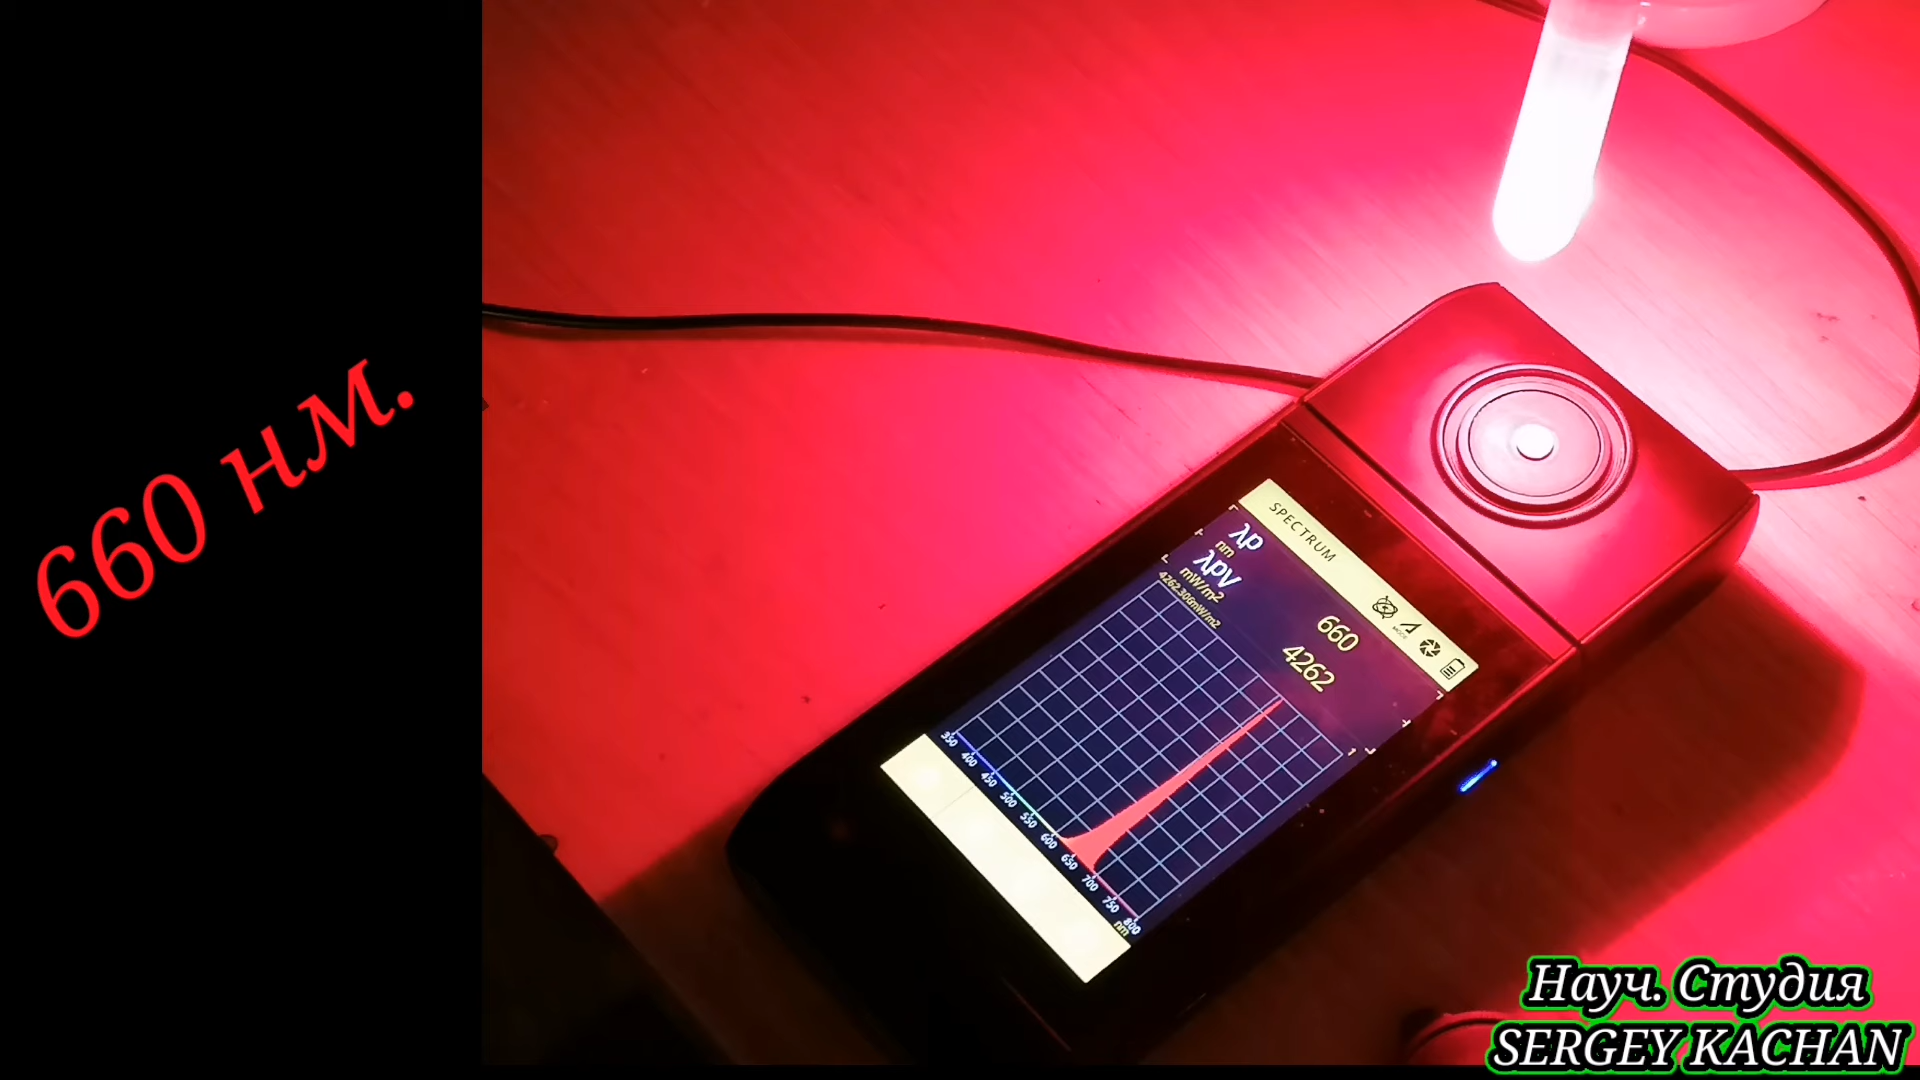 660 нм.
SPECTRUM
λp
nm
660
λpv
mW/m2
4262
4262.306mW/m2
350 400 450 500 550 600 650 700 750 800
nm
Науч. Студия
SERGEY KACHAN